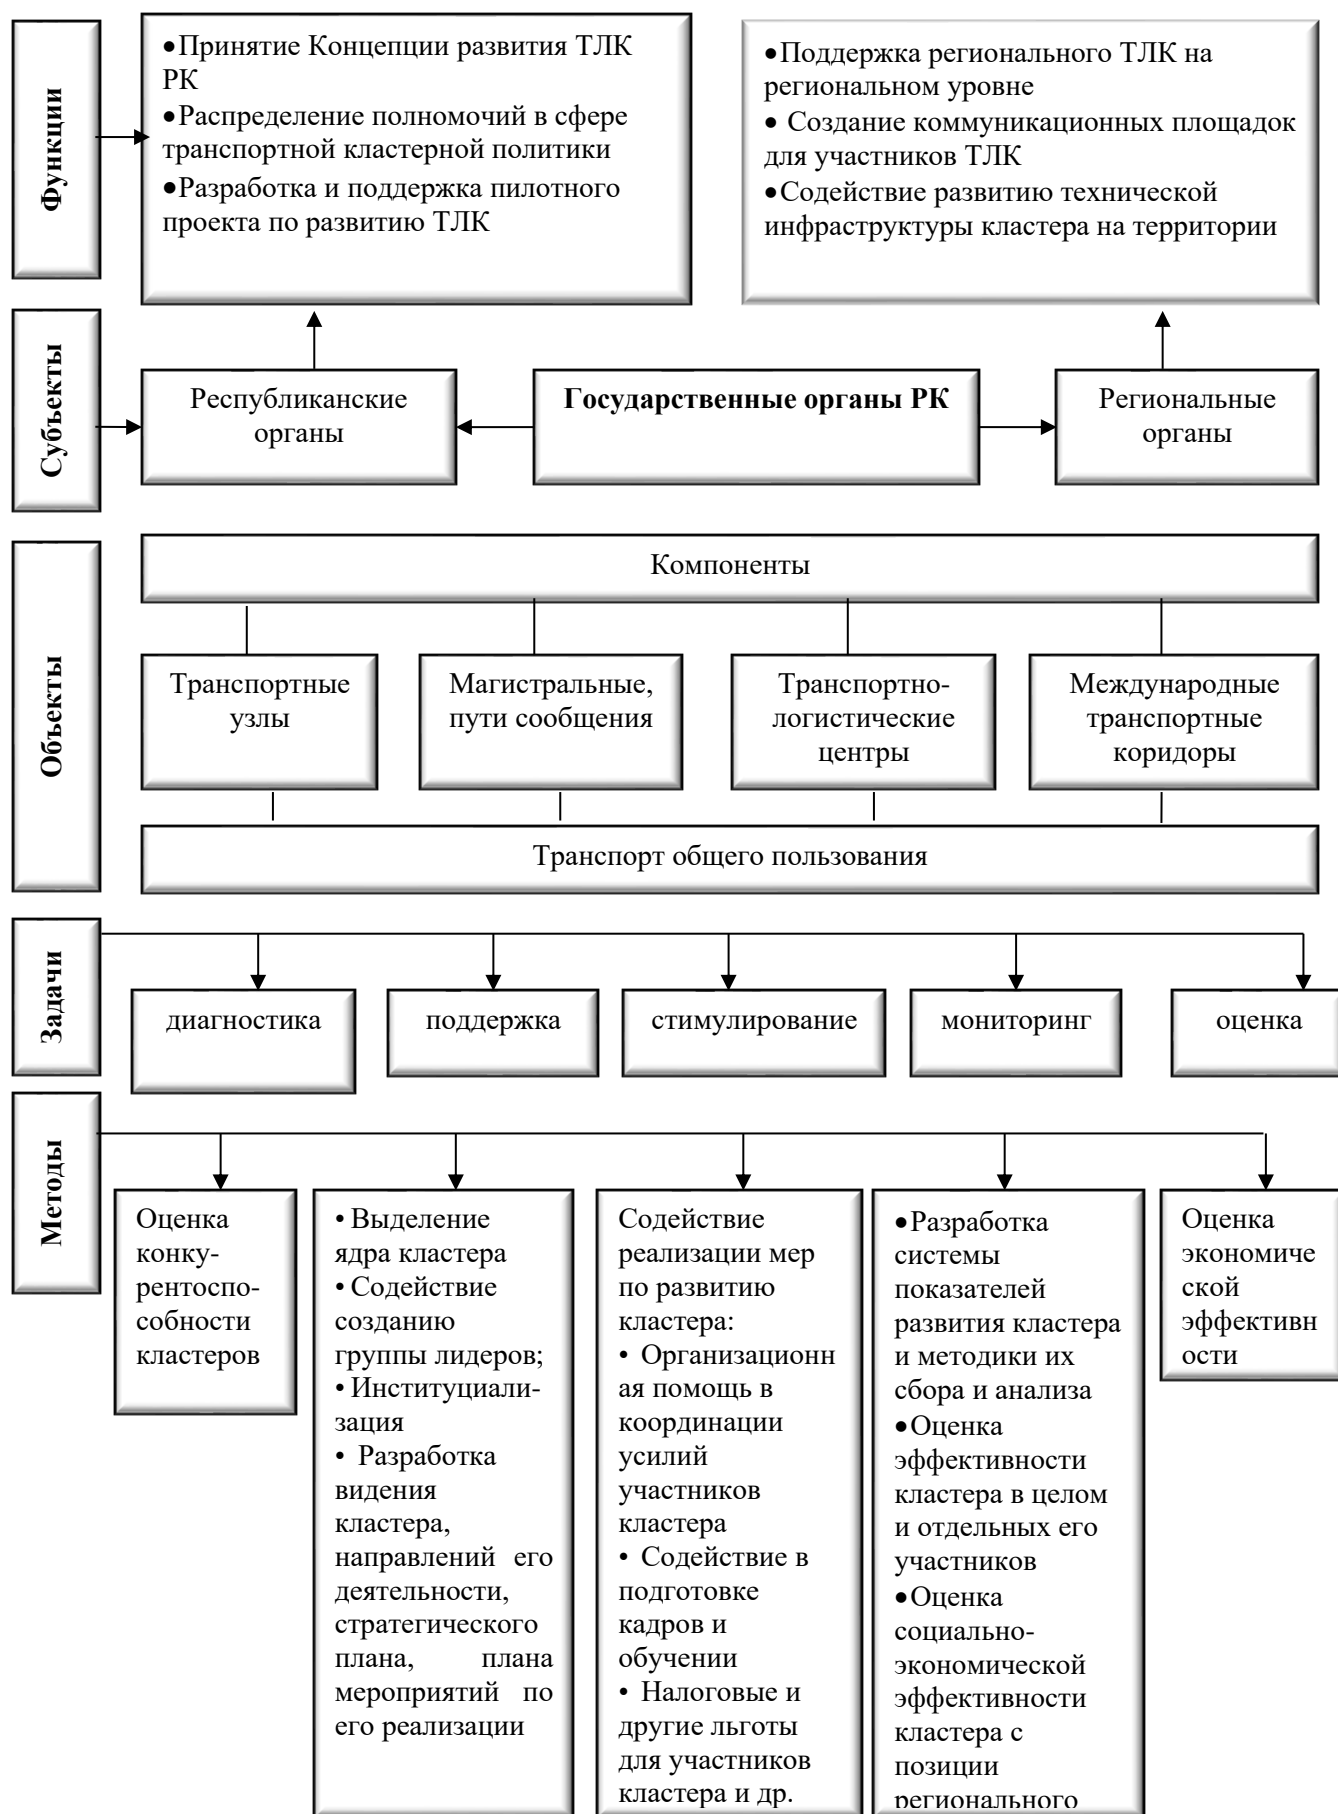 Функции
•Принятие Концепции развития ТЛК
РК
•Распределение полномочий в сфере
транспортной кластерной политики
•Разработка и поддержка пилотного
проекта по развитию ТЛК
•Поддержка регионального ТЛК на
региональном уровне
• Создание коммуникационных площадок
для участников ТЛК
•Содействие развитию технической
инфраструктуры кластера на территории
Субъекты
Республиканские
органы
Государственные органы РК
Региональные
органы
Объекты
Компоненты
Транспортные
узлы
Магистральные,
пути сообщения
Транспортно-
логистические
центры
Международные
транспортные
коридоры
Транспорт общего пользования
Задачи
диагностика
поддержка
стимулирование
мониторинг
оценка
Методы
Оценка
конку-
рентоспо-
собности
кластеров
• Выделение
ядра кластера
• Содействие
созданию
группы лидеров;
• Институциали-
зация
• Разработка
видения
кластера,
направлений его
деятельности,
стратегического
плана, плана
мероприятий по
его реализации
Содействие
реализации мер
по развитию
кластера:
• Организационн
ая помощь в
координации
усилий
участников
кластера
• Содействие в
подготовке
кадров и
обучении
• Налоговые и
другие льготы
для участников
кластера и др.
•Разработка
системы
показателей
развития кластера
и методики их
сбора и анализа
•Оценка
эффективности
кластера в целом
и отдельных его
участников
•Оценка
социально-
экономической
эффективности
кластера с
позиции
регионального
Оценка
экономиче
ской
эффективн
ости